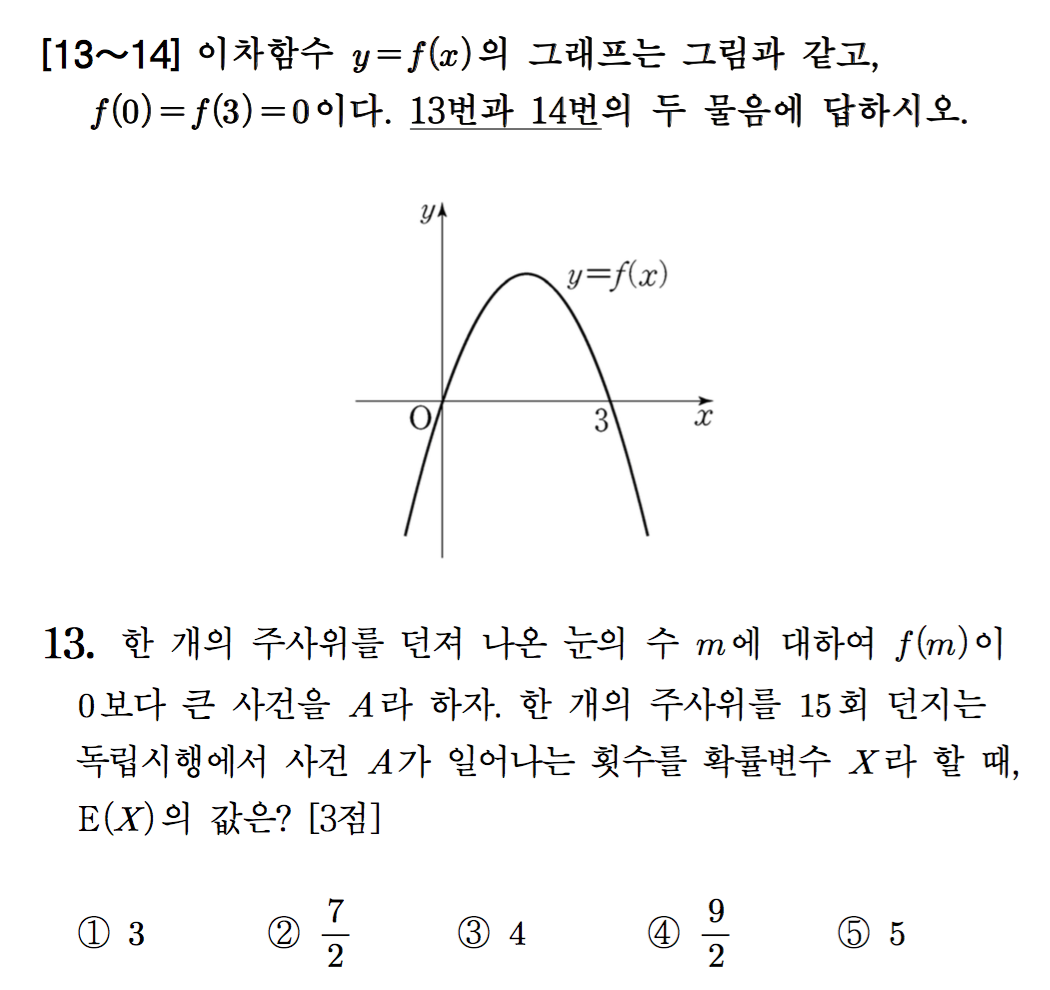 [13~14] 이차함수 y=f(x)의 그래프는 그림과 같고,
f(0)=f(3)=0이다. 13번과 14번의 두 물음에 답하시오.
y
y=f(x)
O
3
x
13. 한 개의 주사위를 던져 나온 눈의 수 m에 대하여 f(m)이
0보다 큰 사건을 A라 하자. 한 개의 주사위를 15회 던지는
독립시행에서 사건 A가 일어나는 횟수를 확률변수 X라 할 때,
E(X)의 값은? [3점]
① 3 ② 7/2 ③ 4 ④ 9/2 ⑤ 5